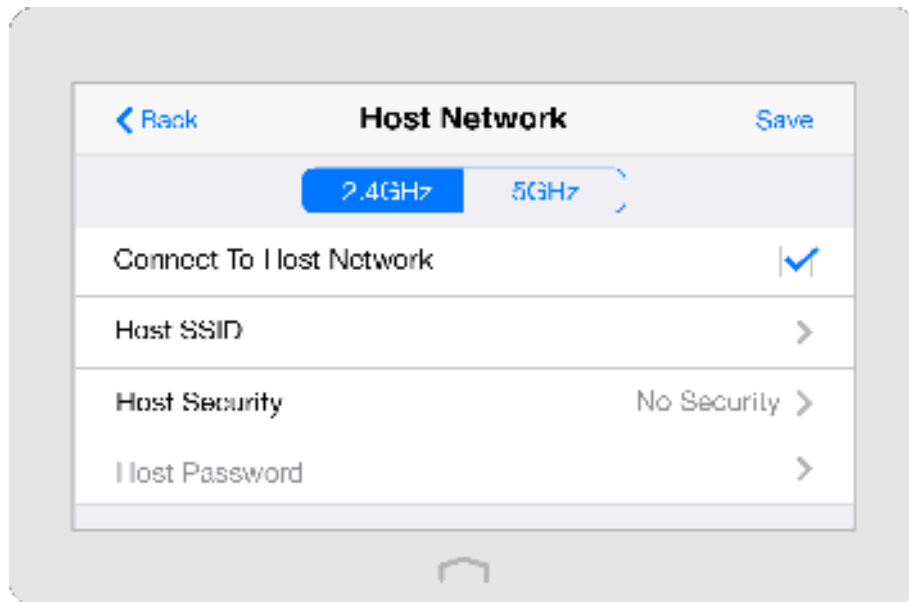 Back Host Network Save
2.4GHz 5GHz
Connect To Host Network
Host SSID
Host Security No Security
Host Password